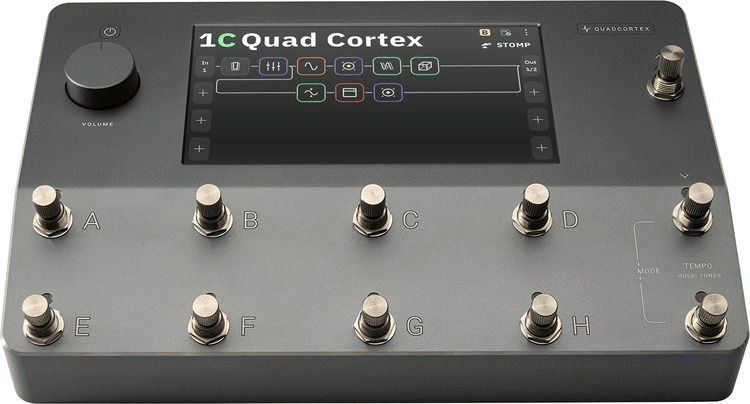 1C Quad Cortex
B
STOMP
QUADCORTEX
In
1
Out
1/2
VOLUME
A
B
C
D
MODE
TEMPO
HOLD: TUNER
E
F
G
H